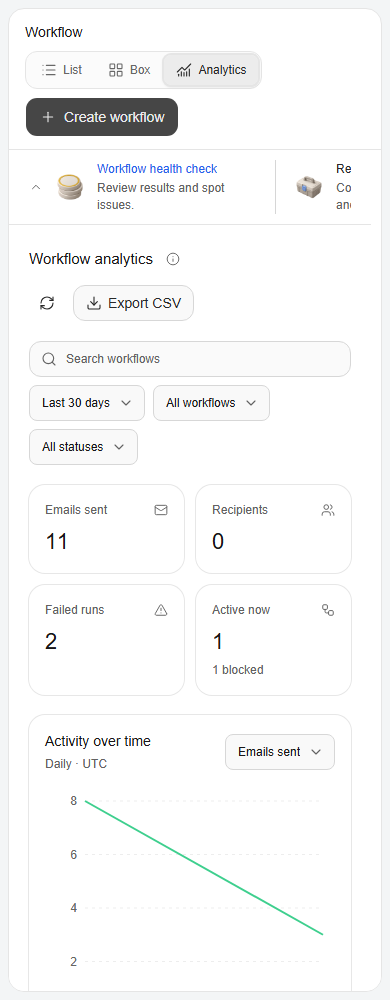 Workflow
List
Box
Analytics
Create workflow
Workflow health check
Review results and spot
issues.
Re
Co
an
Workflow analytics
Export CSV
Search workflows
Last 30 days
All workflows
All statuses
Emails sent
11
Recipients
0
Failed runs
2
Active now
1
1 blocked
Activity over time
Daily · UTC
Emails sent
8
6
4
2